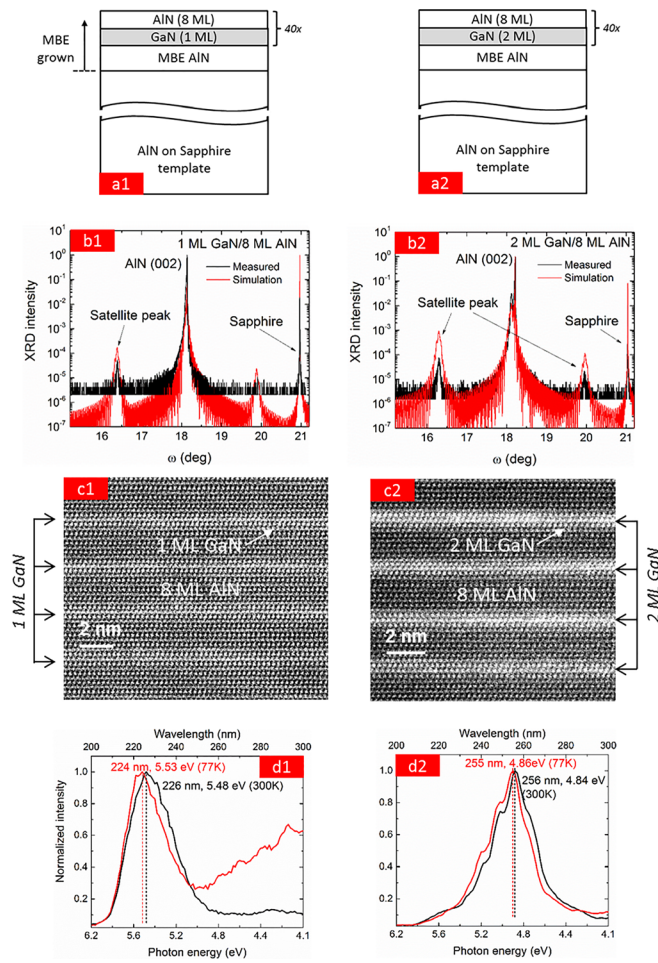 AlN (8 ML)
GaN (1 ML)
40x
MBE
grown
MBE AlN
AlN on Sapphire
template
a1
AlN (8 ML)
GaN (2 ML)
40x
MBE AlN
AlN on Sapphire
template
a2
b1
1 ML GaN/8 ML AlN
AlN (002)
Measured
Simulation
Satellite peak
Sapphire
XRD intensity
10^1
10^0
10^-1
10^-2
10^-3
10^-4
10^-5
10^-6
10^-7
16 17 18 19 20 21
ω (deg)
b2
2 ML GaN/8 ML AlN
AlN (002)
Measured
Simulation
Satellite peak
Sapphire
XRD intensity
10^1
10^0
10^-1
10^-2
10^-3
10^-4
10^-5
10^-6
10^-7
16 17 18 19 20 21
ω (deg)
c1
1 ML GaN
1 ML GaN
8 ML AlN
2 nm
c2
2 ML GaN
8 ML AlN
2 nm
2 ML GaN
Wavelength (nm)
200 220 240 260 280 300
224 nm, 5.53 eV (77K)
d1
226 nm, 5.48 eV (300K)
Normalized intensity
1.0
0.8
0.6
0.4
0.2
6.2 5.6 5.2 4.8 4.4 4.1
Photon energy (eV)
Wavelength (nm)
200 220 240 260 280 300
255 nm, 4.86eV (77K)
d2
256 nm, 4.84 eV
(300K)
1.0
0.8
0.6
0.4
0.2
6.2 5.6 5.2 4.8 4.4 4.1
Photon energy (eV)